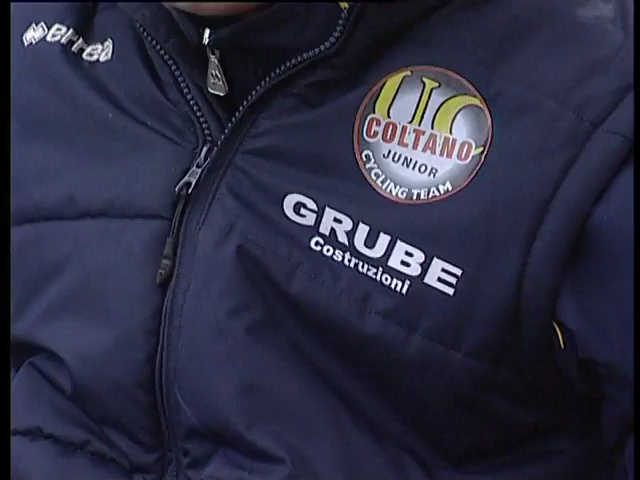 erreà
UC
COLTANO
JUNIOR
CYCLING TEAM
GRUBE
Costruzioni